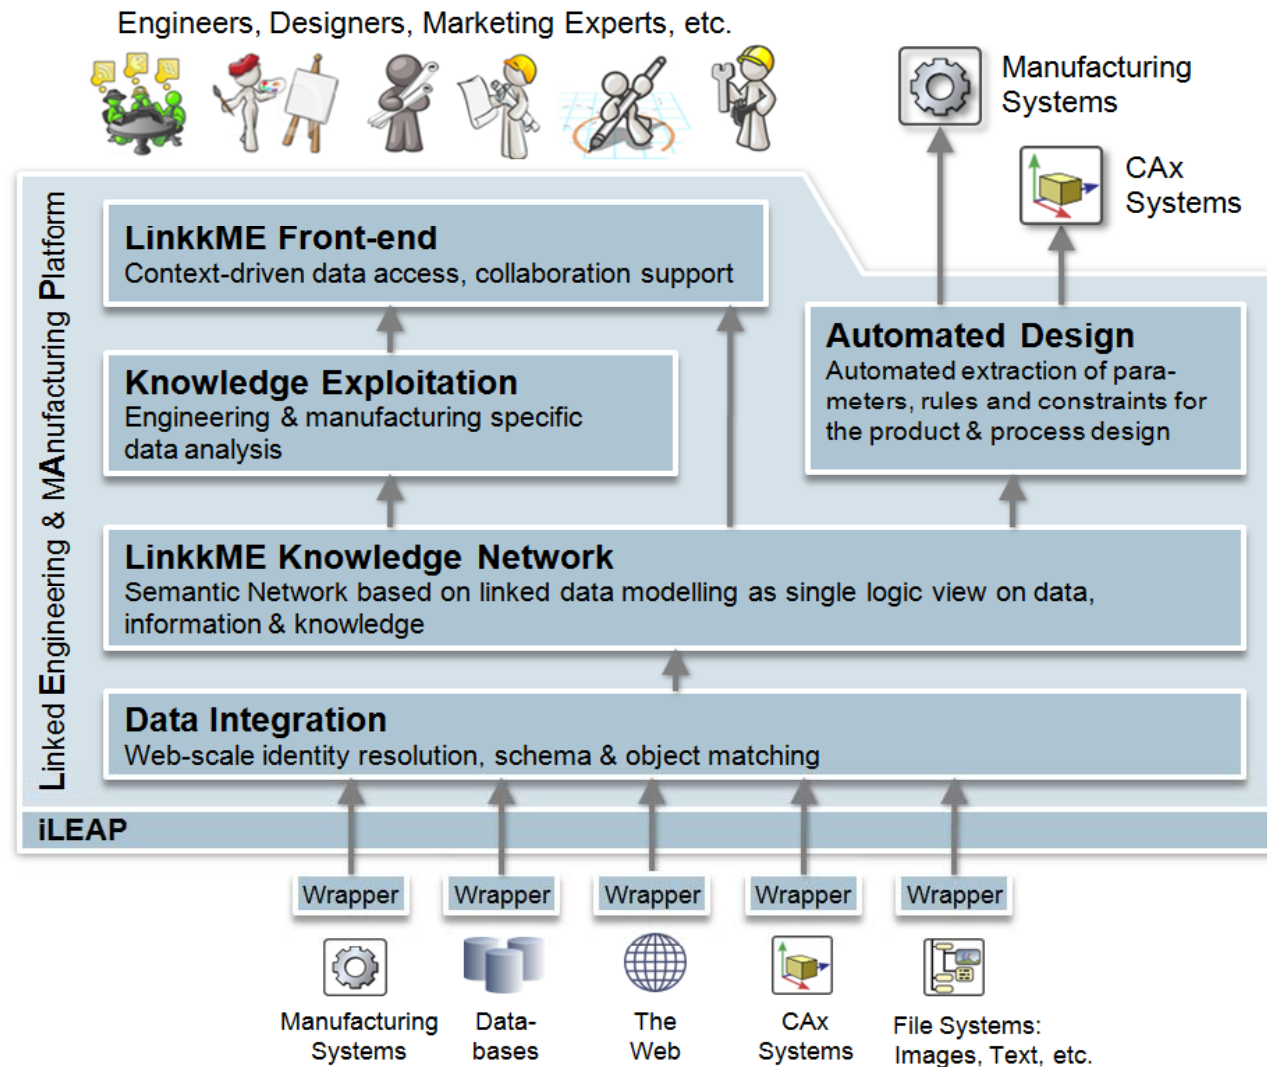 Engineers, Designers, Marketing Experts, etc.
Manufacturing
Systems
CAx
Systems
Linked Engineering & MAnufacturing Platform
LinkkME Front-end
Context-driven data access, collaboration support
Automated Design
Automated extraction of para-
meters, rules and constraints for
the product & process design
Knowledge Exploitation
Engineering & manufacturing specific
data analysis
LinkkME Knowledge Network
Semantic Network based on linked data modelling as single logic view on data,
information & knowledge
Data Integration
Web-scale identity resolution, schema & object matching
iLEAP
Wrapper
Wrapper
Wrapper
Wrapper
Wrapper
Manufacturing
Systems
Data-
bases
The
Web
CAx
Systems
File Systems:
Images, Text, etc.